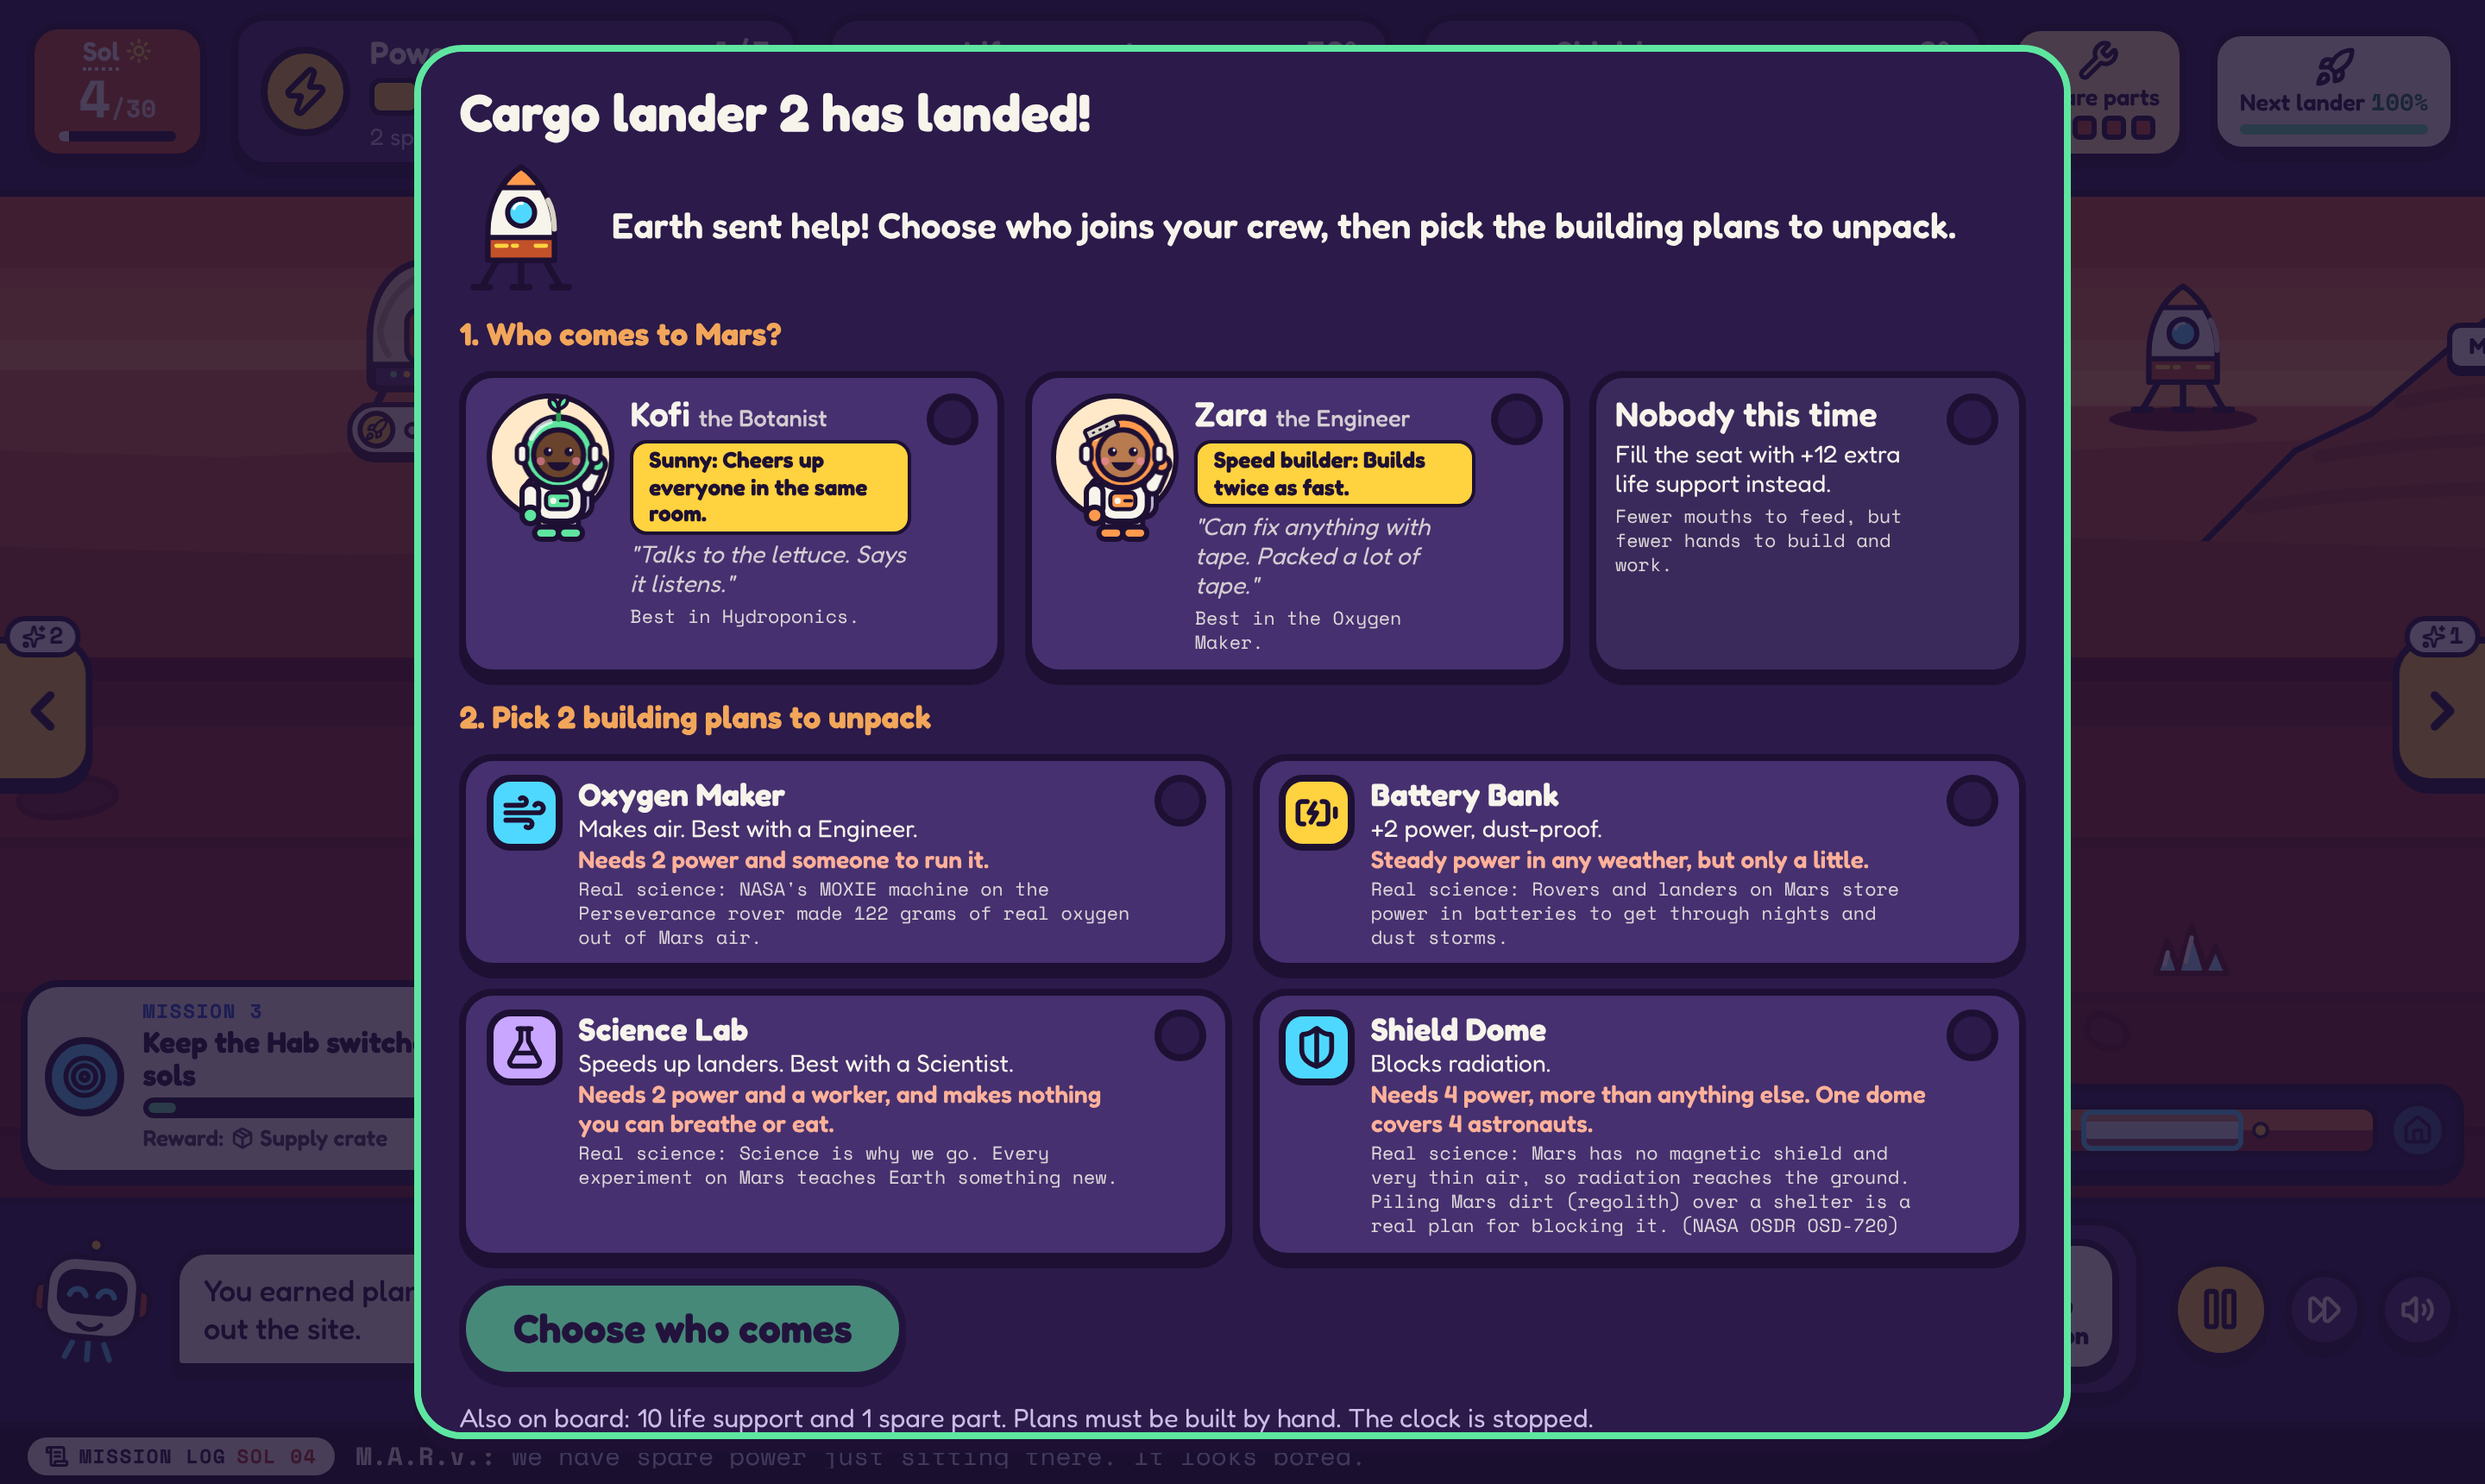 Sol
4/30
2 sp
Next lander 100%
Cargo lander 2 has landed!
Earth sent help! Choose who joins your crew, then pick the building plans to unpack.
1. Who comes to Mars?
Kofi the Botanist
Sunny: Cheers up
everyone in the same
room.
"Talks to the lettuce. Says
it listens."
Best in Hydroponics.
Zara the Engineer
Speed builder: Builds
twice as fast.
"Can fix anything with
tape. Packed a lot of
tape."
Best in the Oxygen
Maker.
Nobody this time
Fill the seat with +12 extra
life support instead.
Fewer mouths to feed, but
fewer hands to build and
work.
2
1
2. Pick 2 building plans to unpack
Oxygen Maker
Makes air. Best with a Engineer.
Needs 2 power and someone to run it.
Real science: NASA's MOXIE machine on the
Perseverance rover made 122 grams of real oxygen
out of Mars air.
Battery Bank
+2 power, dust-proof.
Steady power in any weather, but only a little.
Real science: Rovers and landers on Mars store
power in batteries to get through nights and
dust storms.
Science Lab
Speeds up landers. Best with a Scientist.
Needs 2 power and a worker, and makes nothing
you can breathe or eat.
Real science: Science is why we go. Every
experiment on Mars teaches Earth something new.
Shield Dome
Blocks radiation.
Needs 4 power, more than anything else. One dome
covers 4 astronauts.
Real science: Mars has no magnetic shield and
very thin air, so radiation reaches the ground.
Piling Mars dirt (regolith) over a shelter is a
real plan for blocking it. (NASA OSDR OSD-720)
MISSION 3
Keep the Hab switch
sols
Reward: Supply crate
Choose who comes
Also on board: 10 life support and 1 spare part. Plans must be built by hand. The clock is stopped.
You earned plan
out the site.
MISSION LOG SOL 04
M.A.R.V.: we have spare power just sitting there. It looks bored.